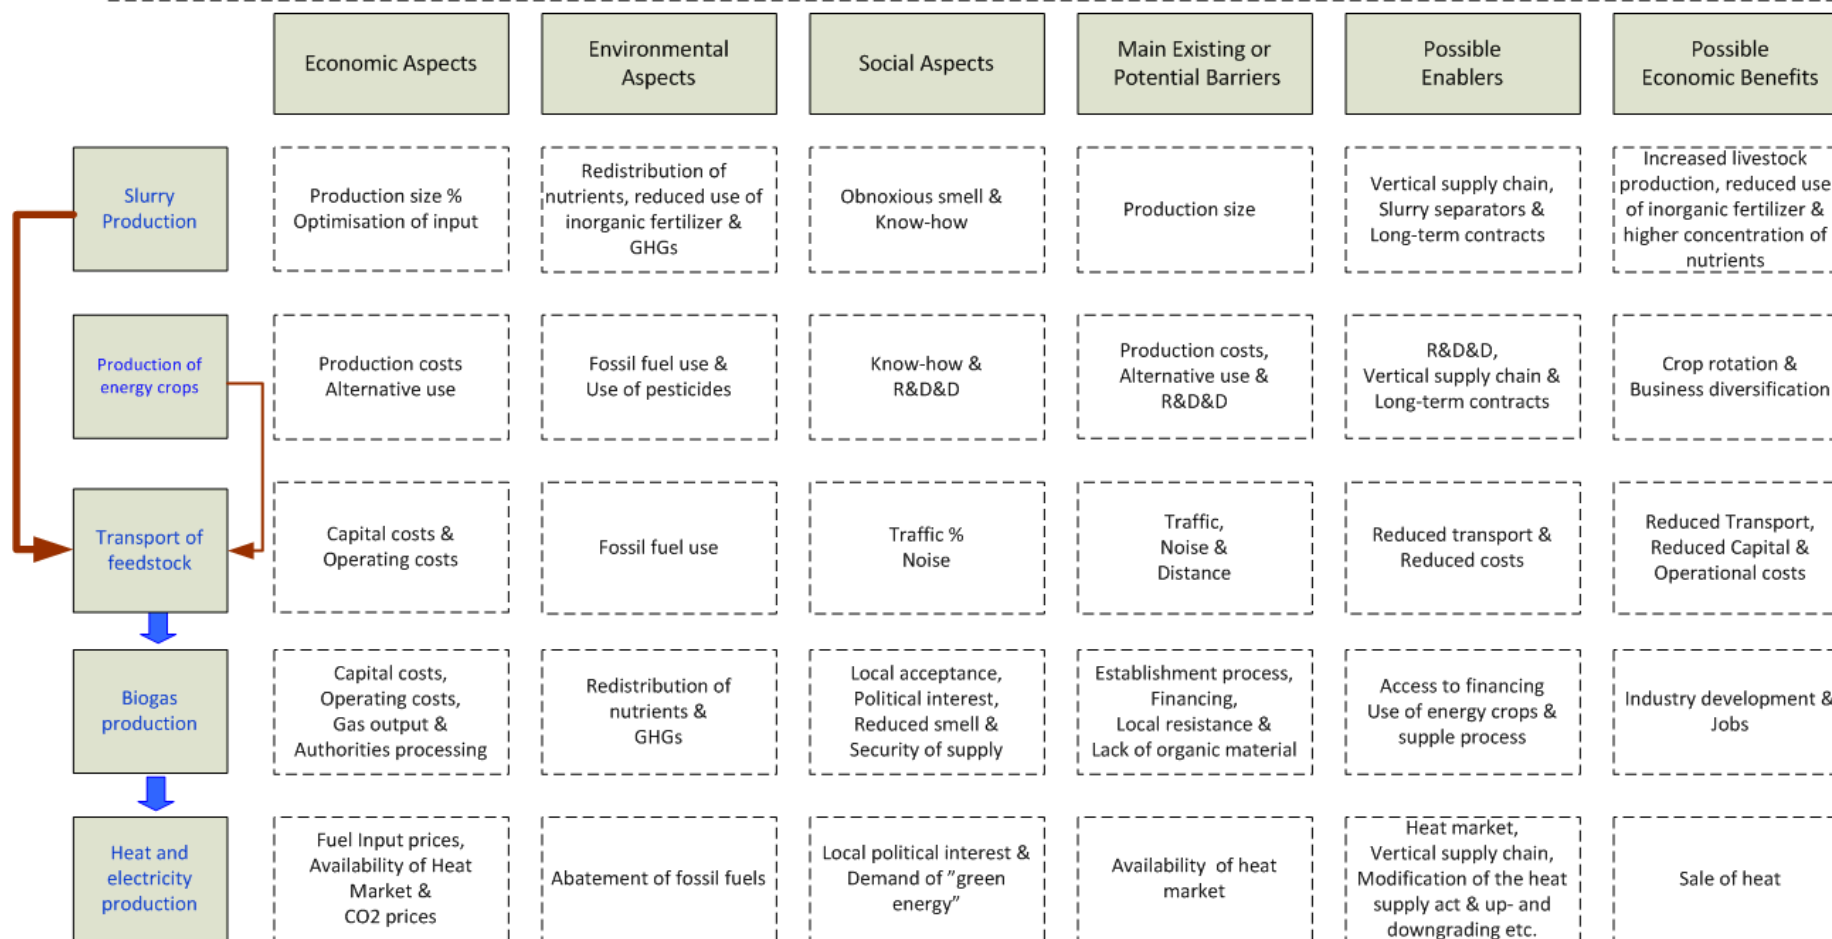 Economic Aspects
Environmental
Aspects
Social Aspects
Main Existing or
Potential Barriers
Possible
Enablers
Possible
Economic Benefits
Slurry
Production
Production size %
Optimisation of input
Redistribution of
nutrients, reduced use of
inorganic fertilizer &
GHGs
Obnoxious smell &
Know-how
Production size
Vertical supply chain,
Slurry separators &
Long-term contracts
Increased livestock
production, reduced use
of inorganic fertilizer &
higher concentration of
nutrients
Production of
energy crops
Production costs
Alternative use
Fossil fuel use &
Use of pesticides
Know-how &
R&D&D
Production costs,
Alternative use &
R&D&D
R&D&D,
Vertical supply chain &
Long-term contracts
Crop rotation &
Business diversification
Transport of
feedstock
Capital costs &
Operating costs
Fossil fuel use
Traffic %
Noise
Traffic,
Noise &
Distance
Reduced transport &
Reduced costs
Reduced Transport,
Reduced Capital &
Operational costs
Biogas
production
Capital costs,
Operating costs,
Gas output &
Authorities processing
Redistribution of
nutrients &
GHGs
Local acceptance,
Political interest,
Reduced smell &
Security of supply
Establishment process,
Financing,
Local resistance &
Lack of organic material
Access to financing
Use of energy crops &
supple process
Industry development &
Jobs
Heat and
electricity
production
Fuel Input prices,
Availability of Heat
Market &
CO2 prices
Abatement of fossil fuels
Local political interest &
Demand of ”green
energy”
Availability of heat
market
Heat market,
Vertical supply chain,
Modification of the heat
supply act & up- and
downgrading etc.
Sale of heat